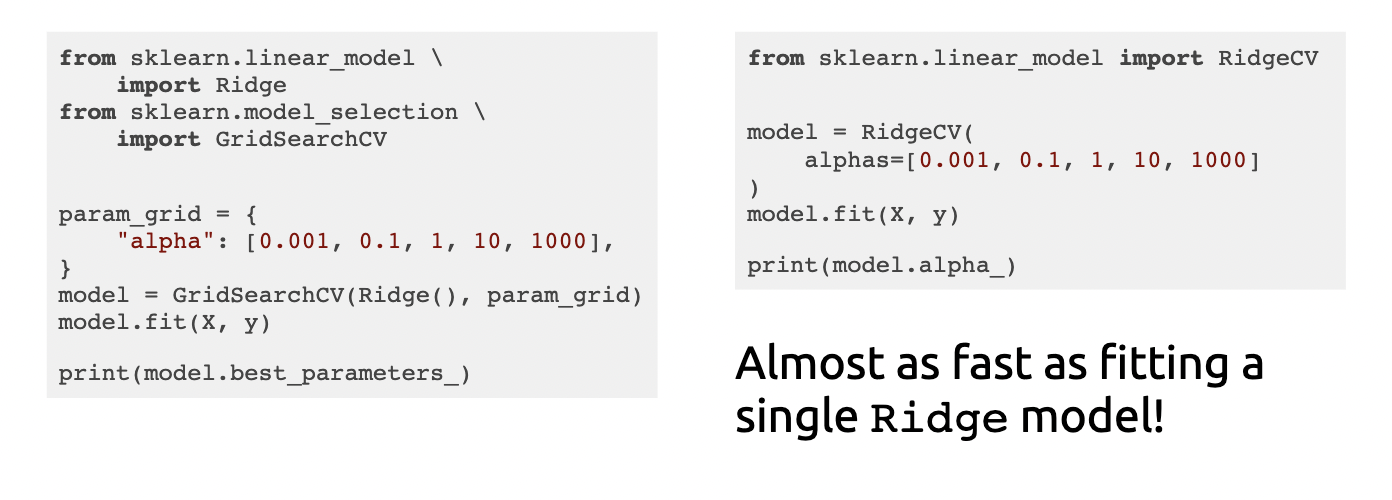 from sklearn.linear_model \
    import Ridge
from sklearn.model_selection \
    import GridSearchCV
param_grid = {
    "alpha": [0.001, 0.1, 1, 10, 1000],
}
model = GridSearchCV(Ridge(), param_grid)
model.fit(X, y)
print(model.best_parameters_)
from sklearn.linear_model import RidgeCV
model = RidgeCV(
    alphas=[0.001, 0.1, 1, 10, 1000]
)
model.fit(X, y)
print(model.alpha_)
Almost as fast as fitting a
single Ridge model!